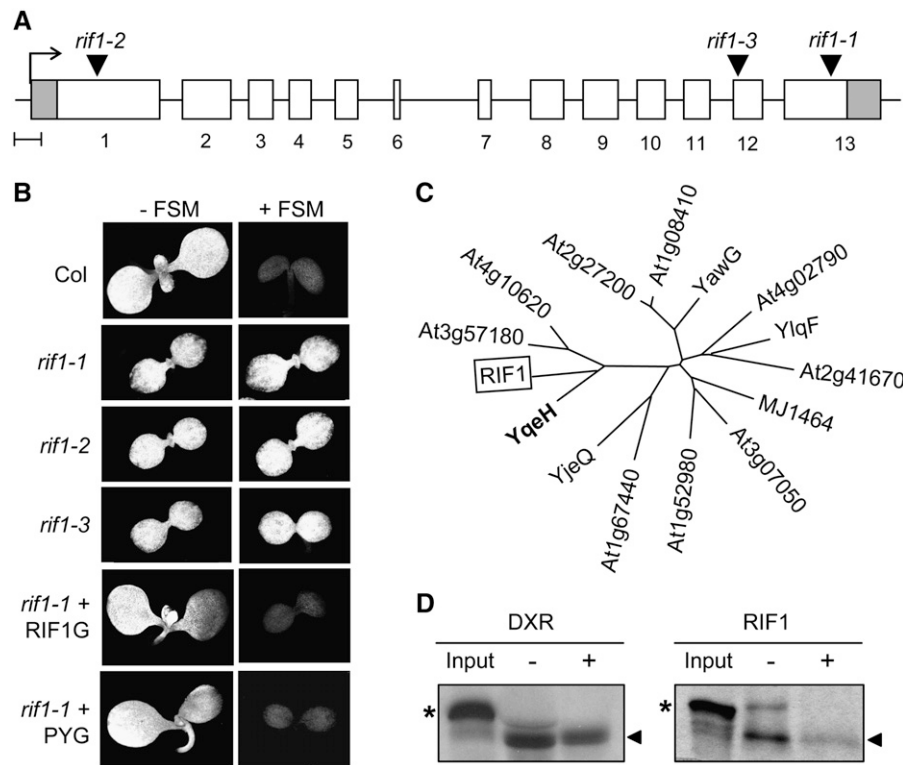 A
rif1-2
rif1-3
rif1-1
1 2 3 4 5 6 7 8 9 10 11 12 13
B
- FSM + FSM
Col
rif1-1
rif1-2
rif1-3
rif1-1 +
RIF1G
rif1-1 +
PYG
C
At1g08410
At2g27200
YawG
At4g10620
At4g02790
At3g57180
YlqF
RIF1
At2g41670
YqeH
MJ1464
YjeQ
At3g07050
At1g67440
At1g52980
D
DXR
Input - +
*
RIF1
Input - +
*